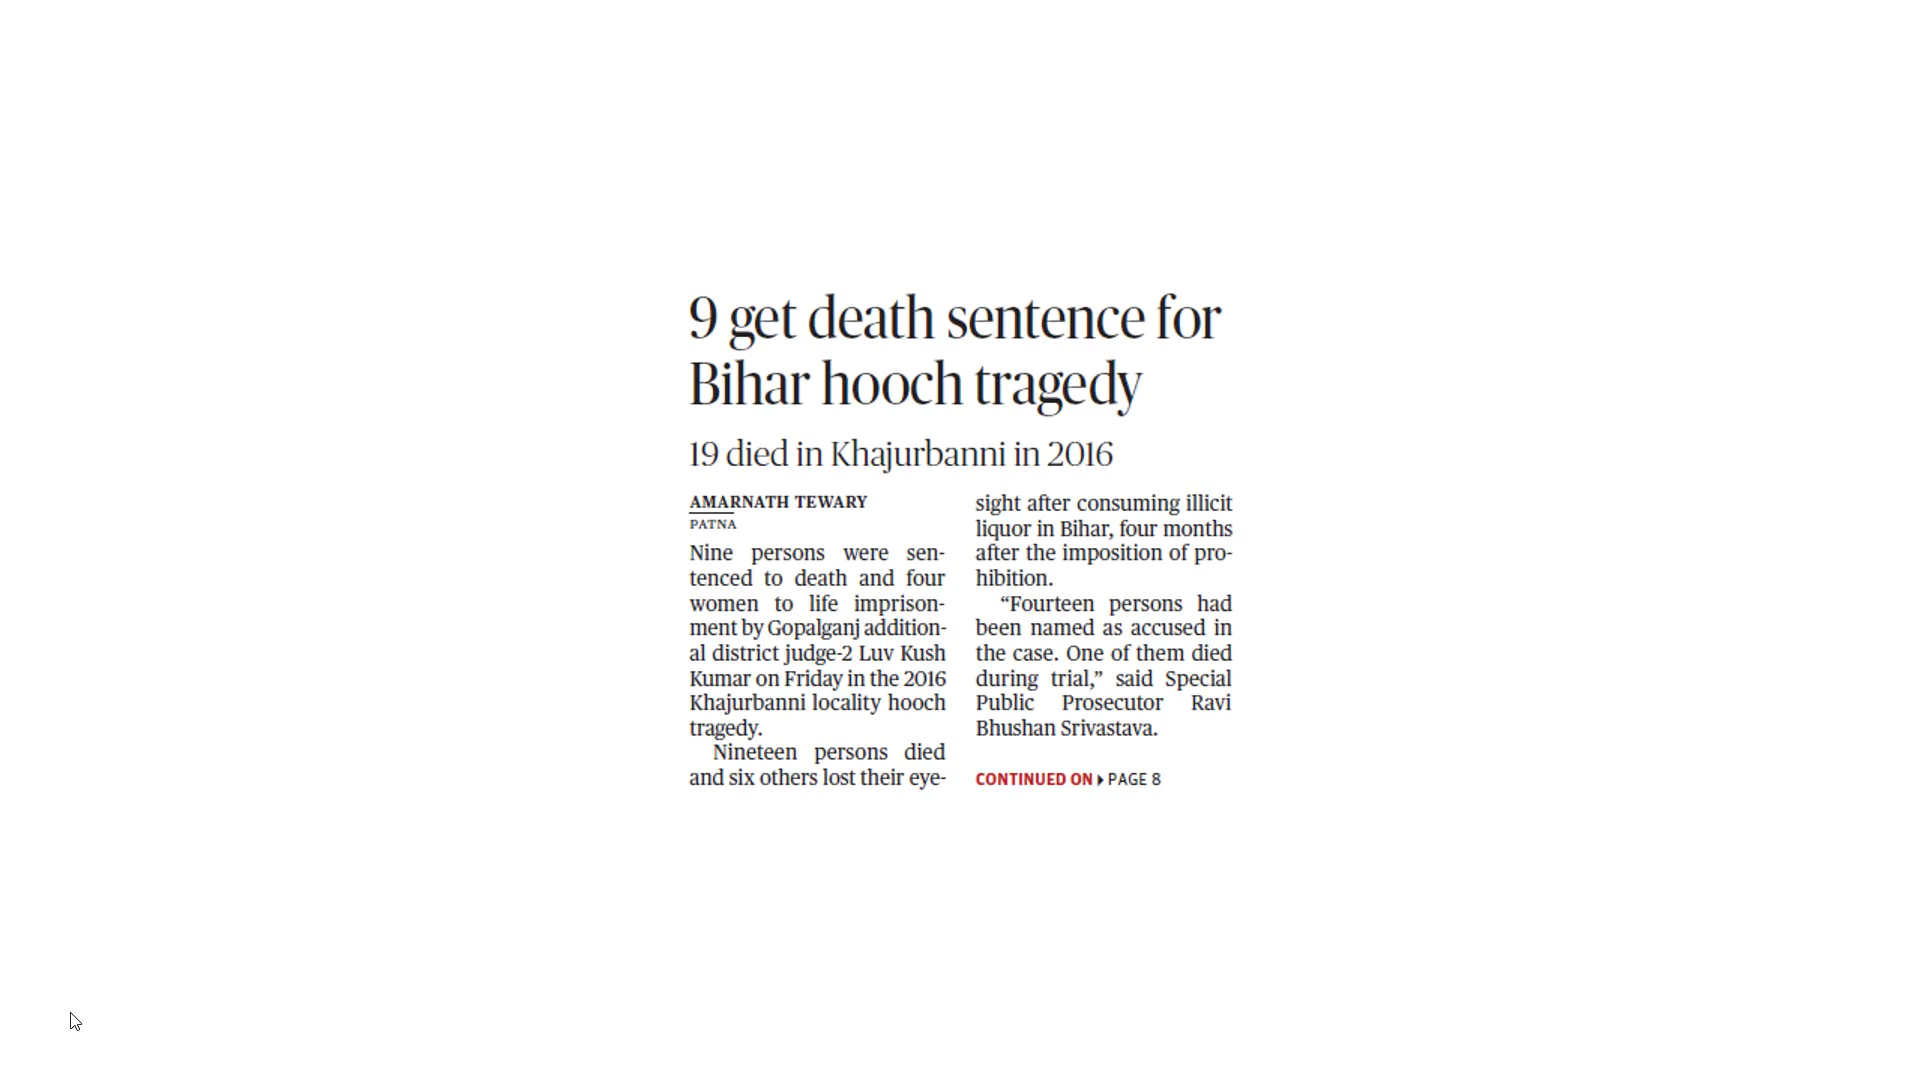 9 get death sentence for
Bihar hooch tragedy
19 died in Khajurbanni in 2016
AMARNATH TEWARY
PATNA
Nine persons were sen-
tenced to death and four
women to life imprison-
ment by Gopalganj addition-
al district judge-2 Luv Kush
Kumar on Friday in the 2016
Khajurbanni locality hooch
tragedy.
Nineteen persons died
and six others lost their eye-
sight after consuming illicit
liquor in Bihar, four months
after the imposition of pro-
hibition.
“Fourteen persons had
been named as accused in
the case. One of them died
during trial,” said Special
Public Prosecutor Ravi
Bhushan Srivastava.
CONTINUED ON PAGE 8